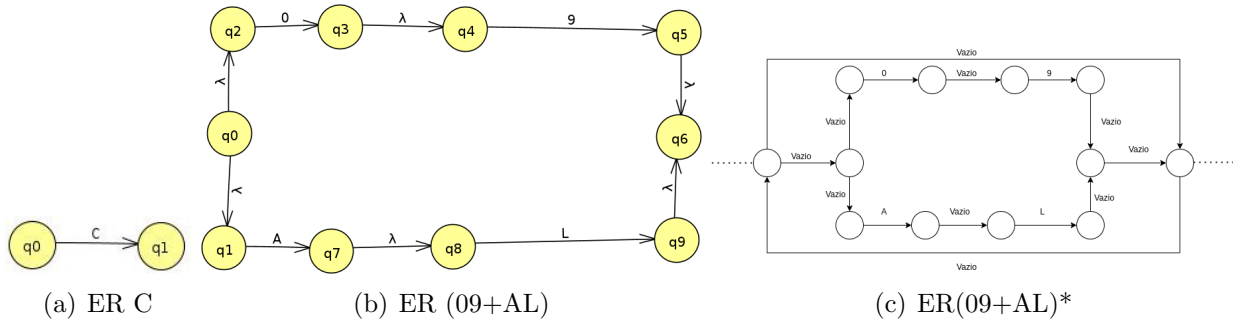 Vazio
q2 0 q3 λ q4 9 q5
0 Vazio 9
λ λ
Vazio Vazio
q0 q6
Vazio Vazio
λ λ
Vazio Vazio
A Vazio L
q0 C q1
q1 A q7 λ q8 L q9
Vazio
(a) ER C
(b) ER (09+AL)
(c) ER(09+AL)*